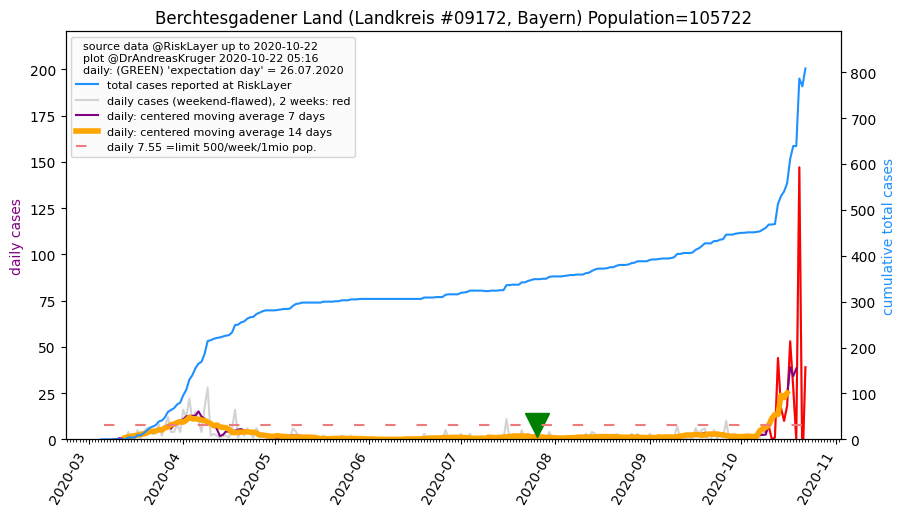 Berchtesgadener Land (Landkreis #09172, Bayern) Population=105722
source data @RiskLayer up to 2020-10-22
plot @DrAndreasKruger 2020-10-22 05:16
daily: (GREEN) 'expectation day' = 26.07.2020
total cases reported at RiskLayer
daily cases (weekend-flawed), 2 weeks: red
daily: centered moving average 7 days
daily: centered moving average 14 days
daily 7.55 =limit 500/week/1mio pop.
daily cases
200
175
150
125
100
75
50
25
0
cumulative total cases
800
700
600
500
400
300
200
100
0
2020-03
2020-04
2020-05
2020-06
2020-07
2020-08
2020-09
2020-10
2020-11